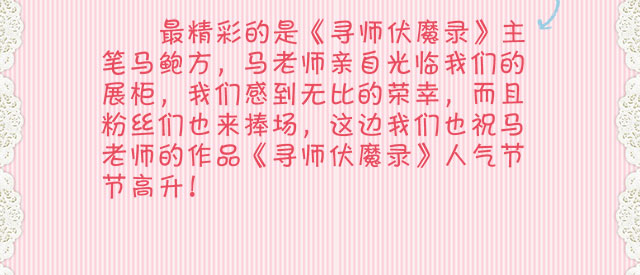 最精彩的是《寻师伏魔录》主
笔马鲍方，马老师亲自光临我们的
展柜，我们感到无比的荣幸，而且
粉丝们也来捧场，这边我们也祝马
老师的作品《寻师伏魔录》人气节
节高升！